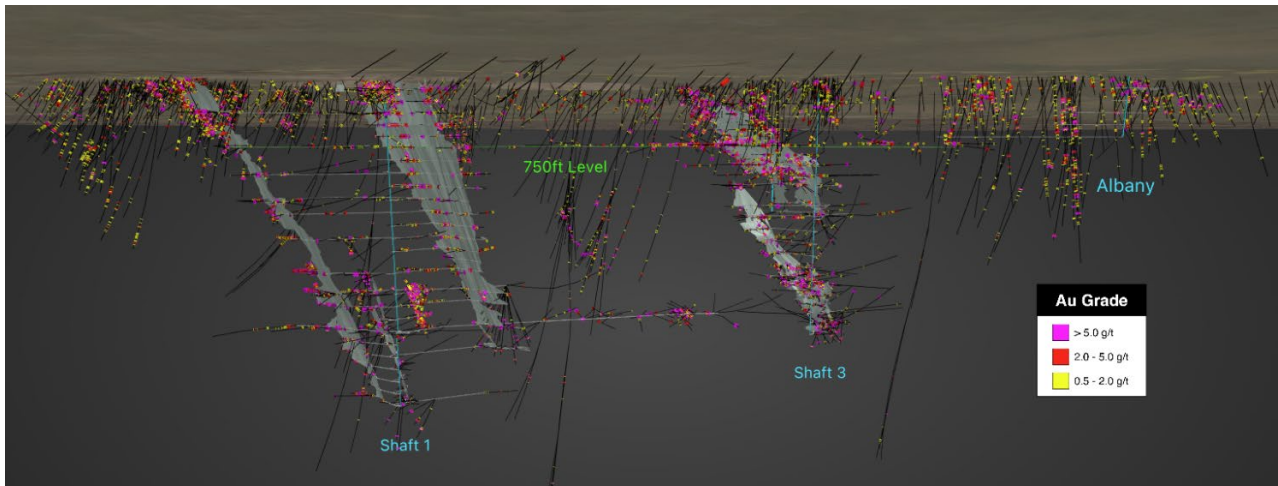 750ft Level
Albany
Au Grade
> 5.0 g/t
2.0 - 5.0 g/t
0.5 - 2.0 g/t
Shaft 3
Shaft 1